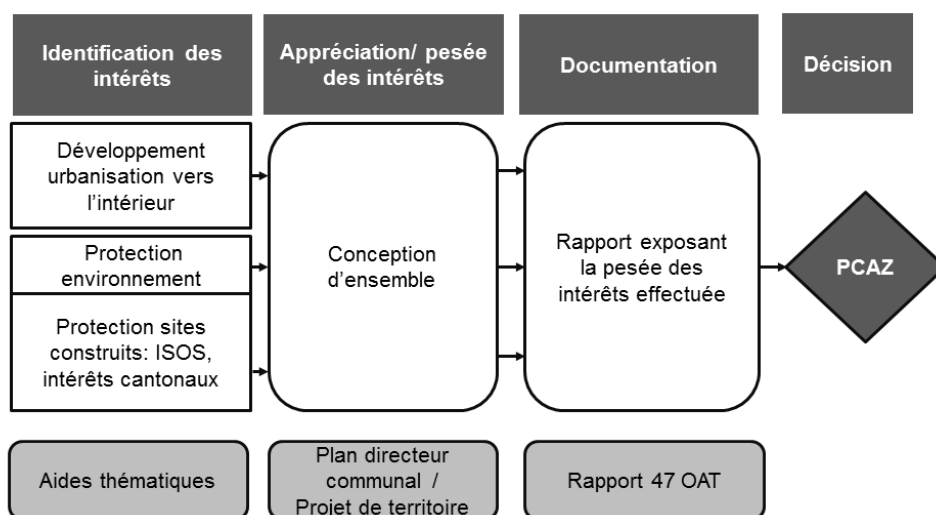 Identification des
intérêts
Appréciation/ pesée
des intérêts
Documentation
Décision
Développement
urbanisation vers
l'intérieur
Protection
environnement
Protection sites
construits: ISOS,
intérêts cantonaux
Conception
d'ensemble
Rapport exposant
la pesée des
intérêts effectuée
PCAZ
Aides thématiques
Plan directeur
communal /
Projet de territoire
Rapport 47 OAT